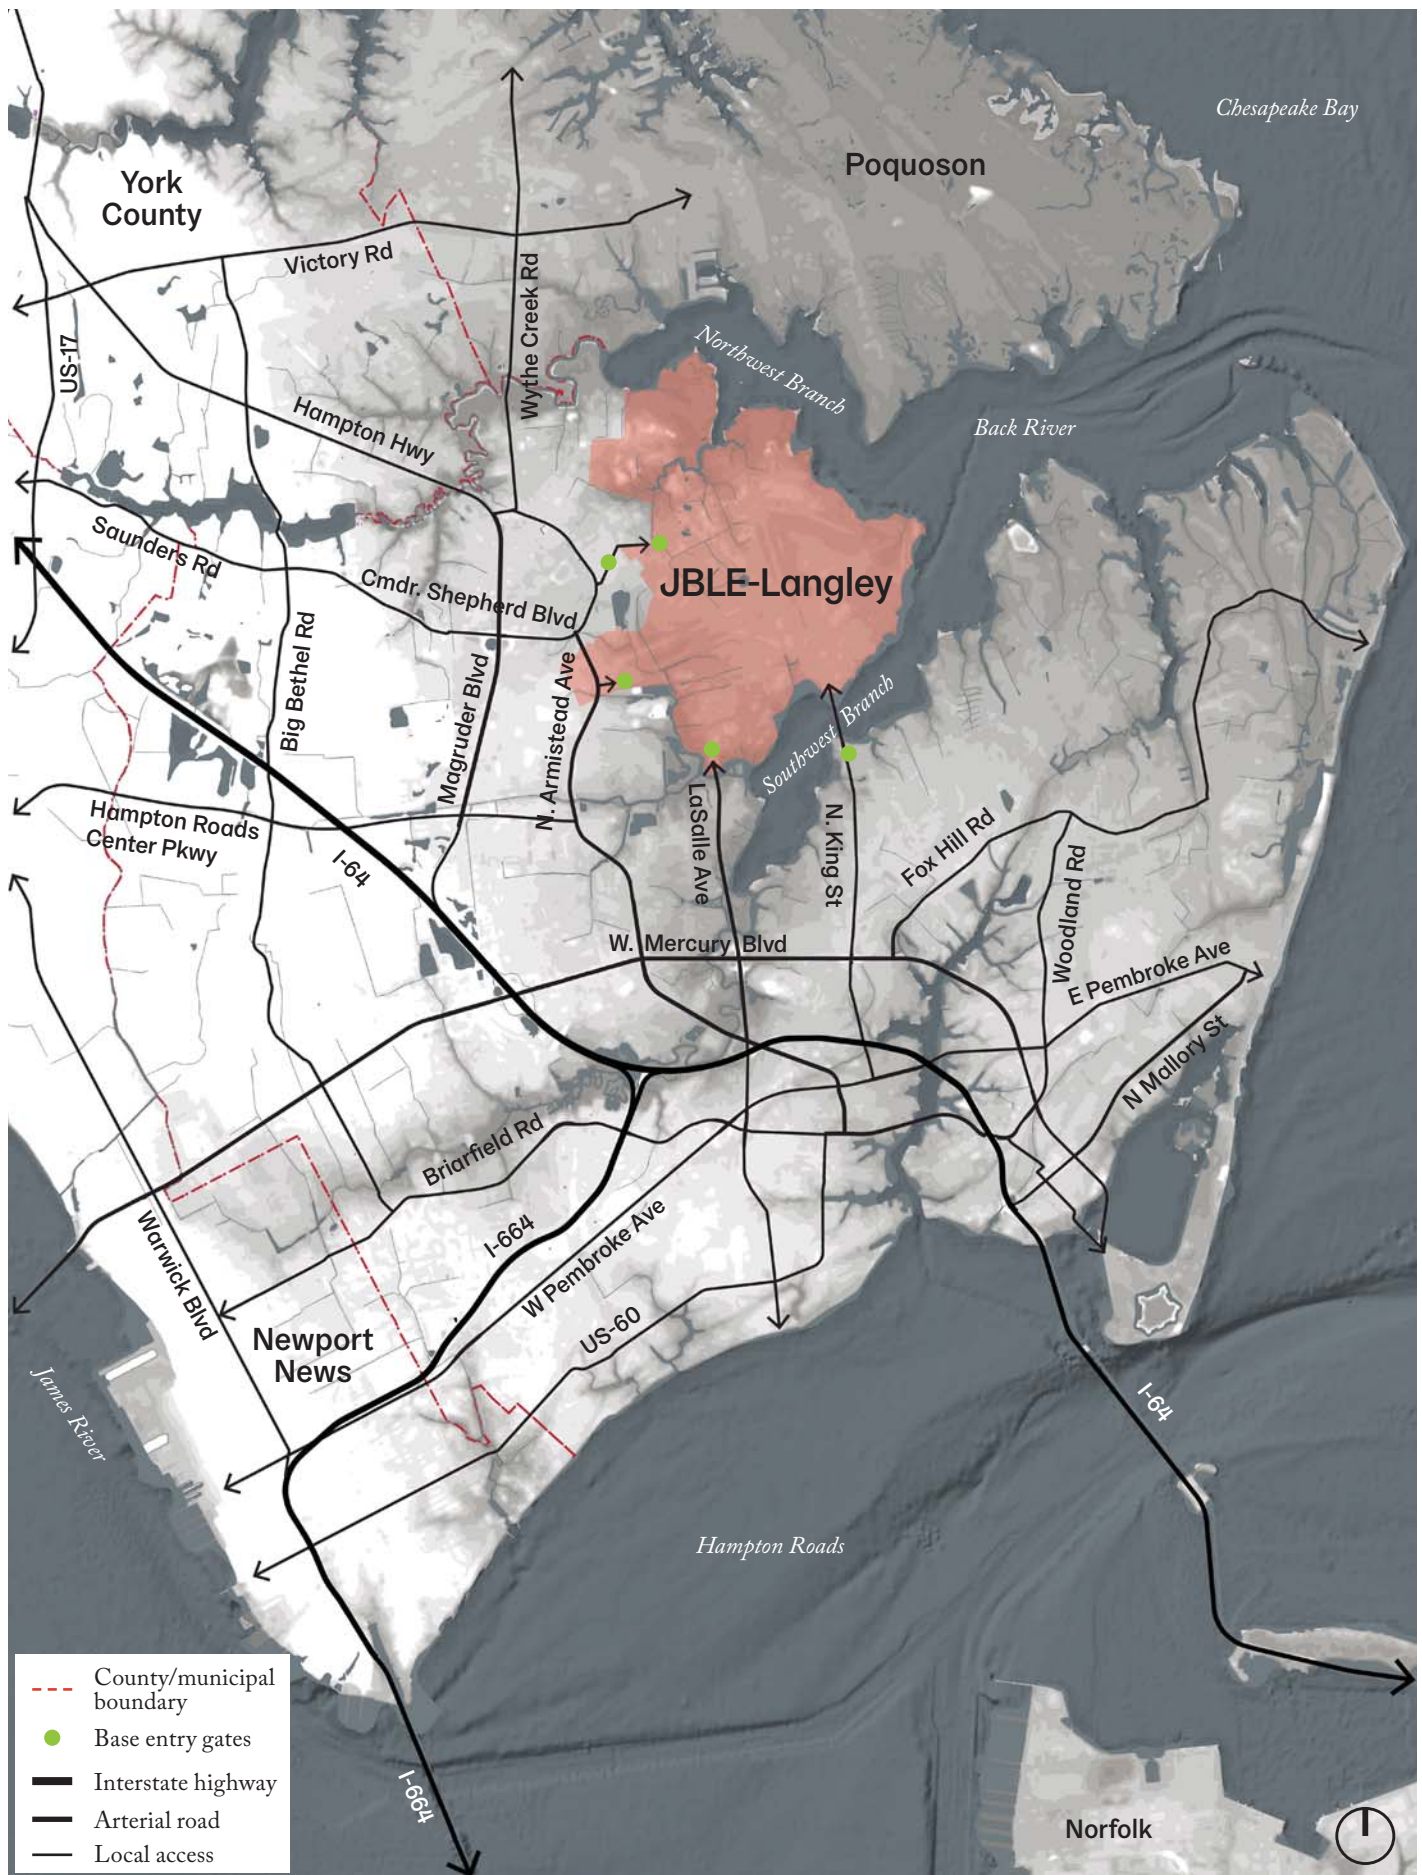 Chesapeake Bay
Poquoson
York
County
Victory Rd
Wythe Creek Rd
US-17
Northwest Branch
Hampton Hwy
Back River
Saunders Rd
Cmdr. Shepherd Blvd
JBLE-Langley
Big Bethel Rd
Magruder Blvd
N. Armistead Ave
Southwest Branch
Hampton Roads
Center Pkwy
I-64
LaSalle Ave
N. King St
Fox Hill Rd
Woodland Rd
W. Mercury Blvd
E Pembroke Ave
N Mallory St
Briarfield Rd
I-664
W Pembroke Ave
Warwick Blvd
US-60
Newport
News
James River
I-64
Hampton Roads
I-664
Norfolk
County/municipal
boundary
Base entry gates
Interstate highway
Arterial road
Local access